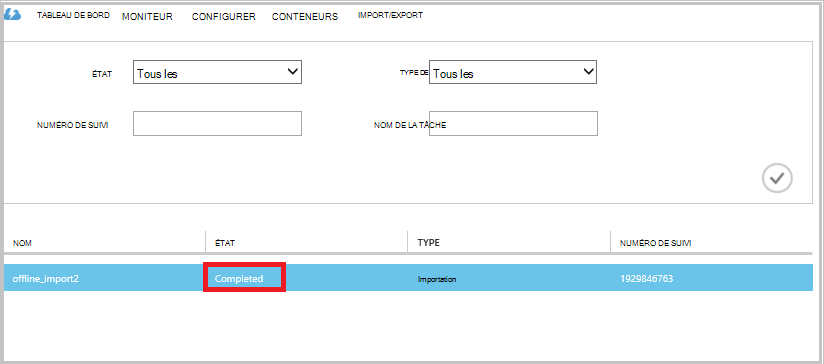 TABLEAU DE BORD MONITEUR CONFIGURER CONTENEURS IMPORT/EXPORT
ÉTAT Tous les TYPE DE Tous les
NUMÉRO DE SUIVI NOM DE LA TÂCHE
NOM ÉTAT TYPE NUMÉRO DE SUIVI
offline_import2 Completed Importation 1929846763